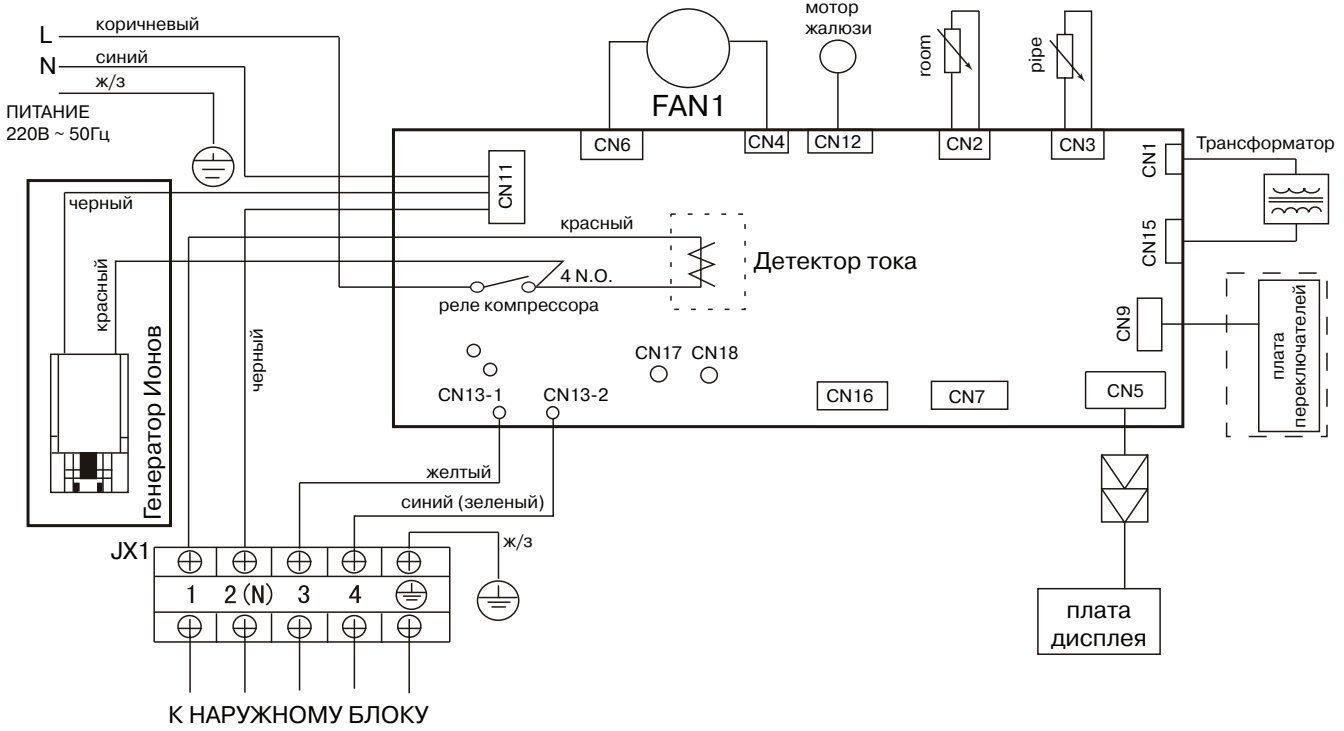 мотор
жалюзи
коричневый
L
синий
N
ж/з
ПИТАНИЕ
220В ~ 50Гц
FAN1
room
pipe
CN6
CN4
CN12
CN2
CN3
CN1
Трансформатор
CN11
черный
красный
CN15
Детектор тока
4 N.O.
реле компрессора
красный
CN9
плата
переключателей
черный
Генератор Ионов
CN17
CN18
CN13-1
CN13-2
CN16
CN7
CN5
желтый
синий (зеленый)
ж/з
JX1
1
2 (N)
3
4
плата
дисплея
К НАРУЖНОМУ БЛОКУ